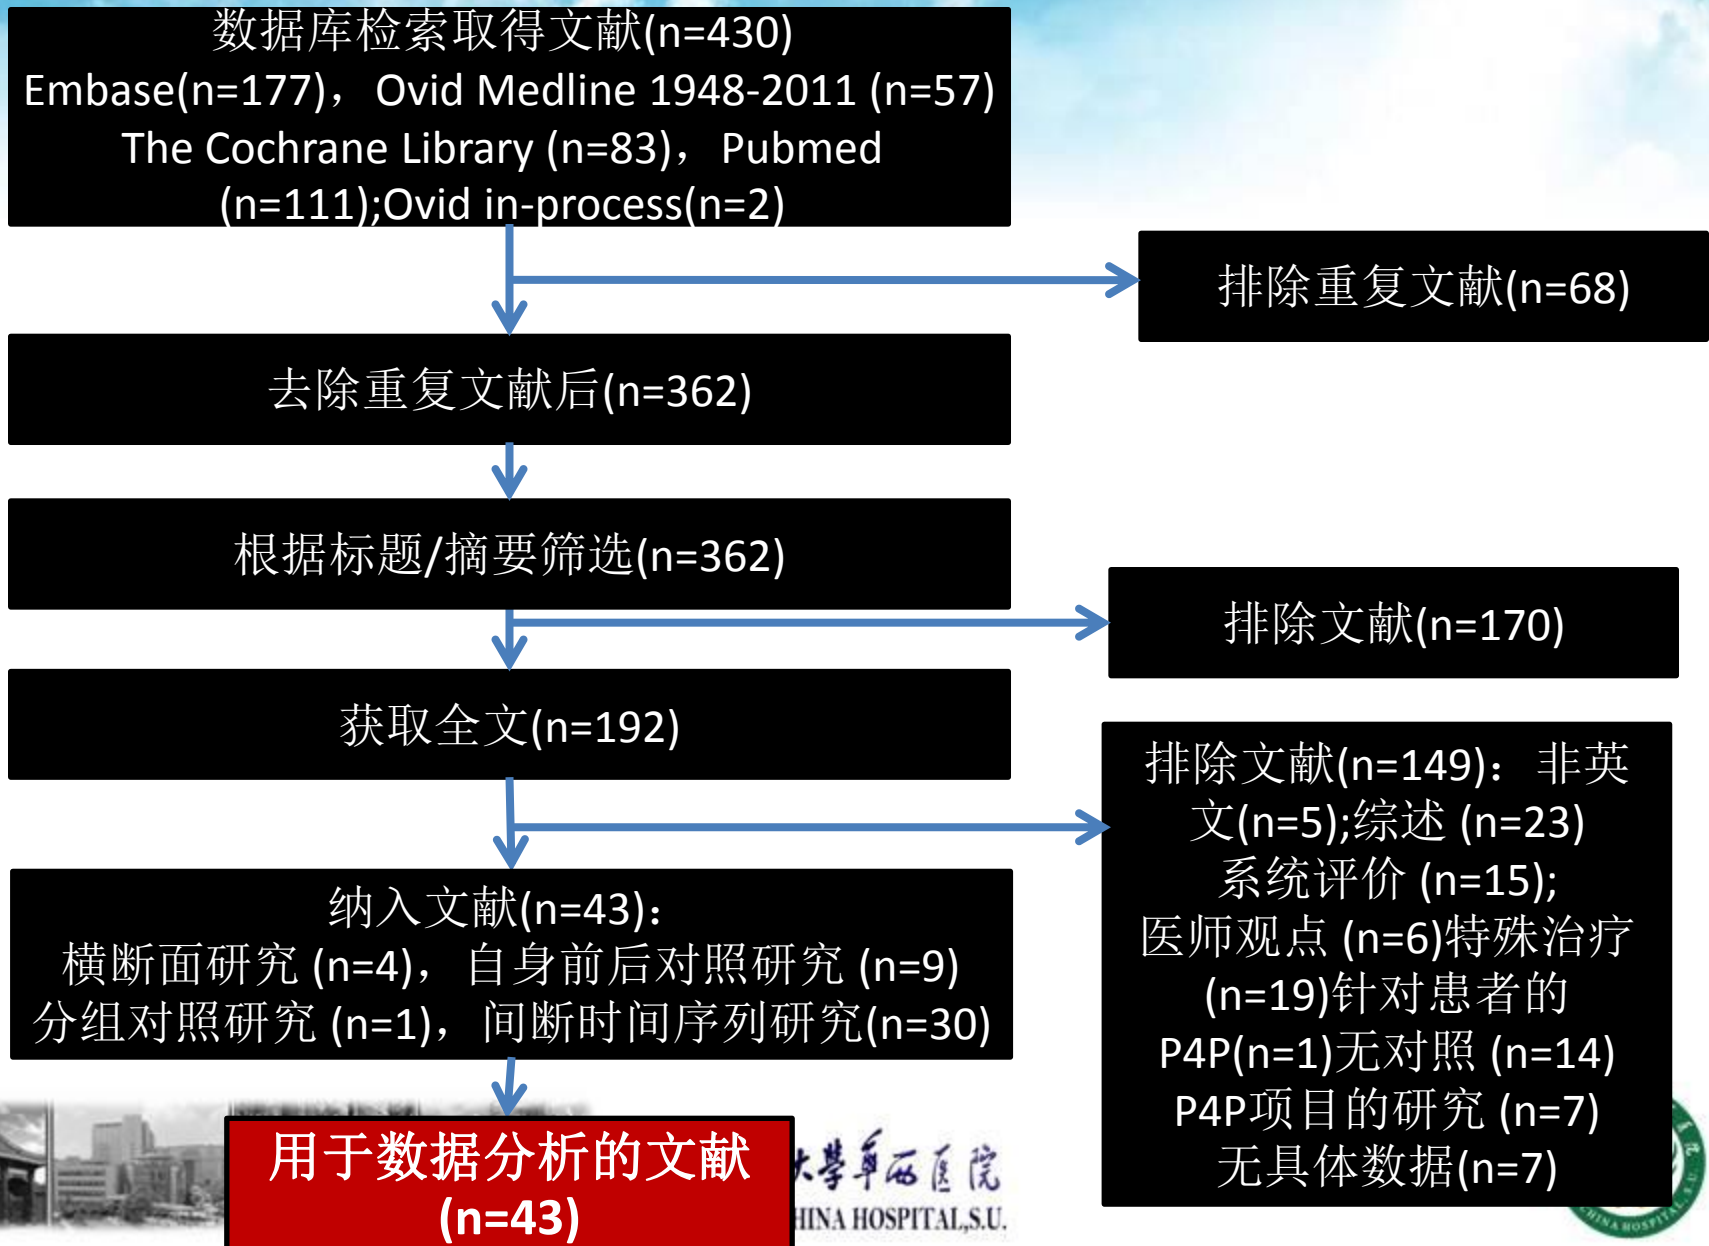 数据库检索取得文献(n=430)
Embase(n=177)，Ovid Medline 1948-2011 (n=57)
The Cochrane Library (n=83)，Pubmed
(n=111);Ovid in-process(n=2)
排除重复文献(n=68)
去除重复文献后(n=362)
根据标题/摘要筛选(n=362)
排除文献(n=170)
获取全文(n=192)
排除文献(n=149)：非英
文(n=5);综述 (n=23)
系统评价 (n=15);
医师观点 (n=6)特殊治疗
(n=19)针对患者的
P4P(n=1)无对照 (n=14)
P4P项目的研究 (n=7)
无具体数据(n=7)
纳入文献(n=43)：
横断面研究 (n=4)，自身前后对照研究 (n=9)
分组对照研究 (n=1)，间断时间序列研究(n=30)
用于数据分析的文献
(n=43)
大学华西医院
HINA HOSPITAL,S.U.